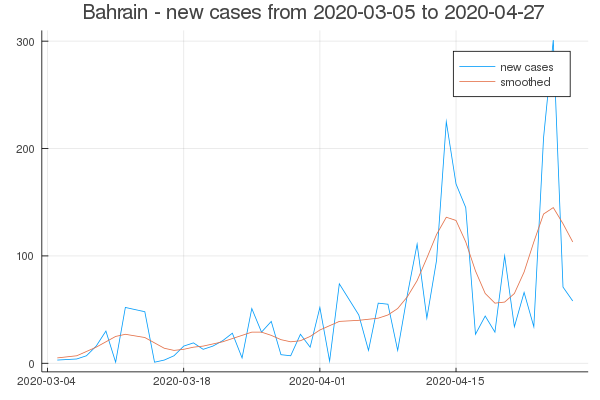 Bahrain - new cases from 2020-03-05 to 2020-04-27
300
new cases
smoothed
200
100
0
2020-03-04 2020-03-18 2020-04-01 2020-04-15